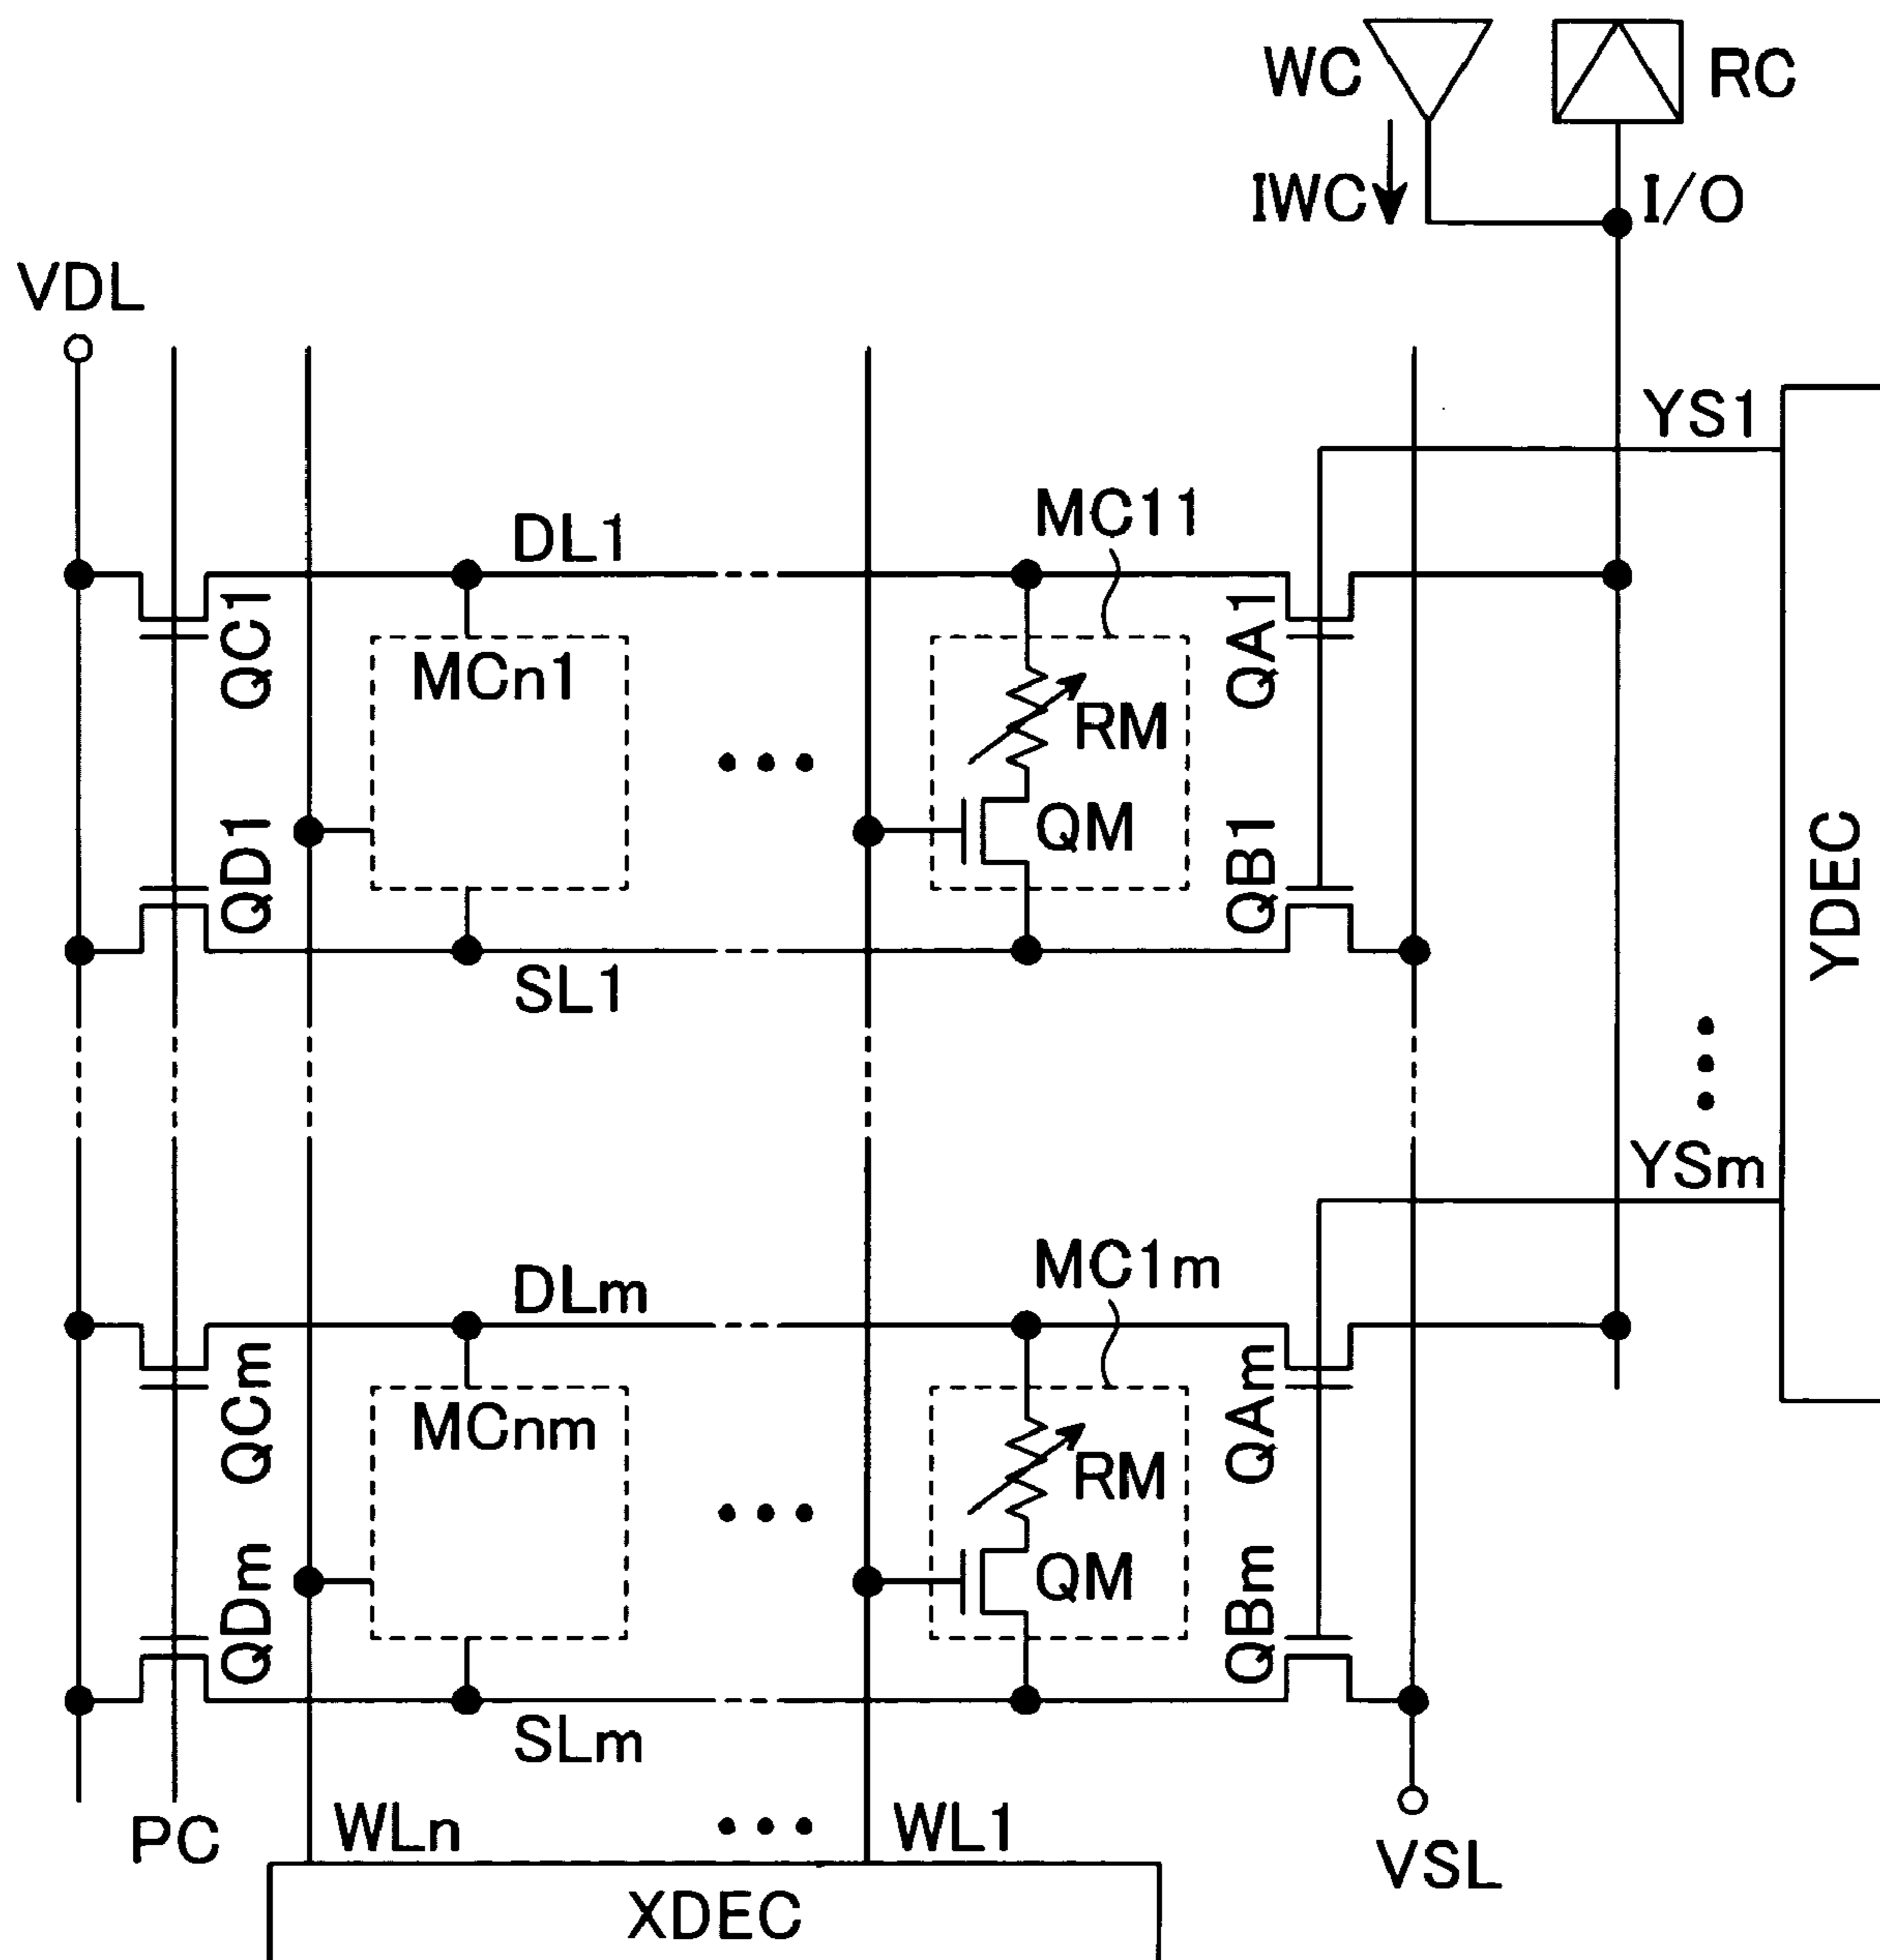 WC
RC
IWC
I/O
VDL
YS1
DL1
MC11
QC1
MCn1
RM
QA1
QD1
QM
QB1
YDEC
SL1
YSm
DLm
MC1m
QCm
MCnm
RM
QAm
QDm
QM
QBm
SLm
PC
WLn
WL1
VSL
XDEC